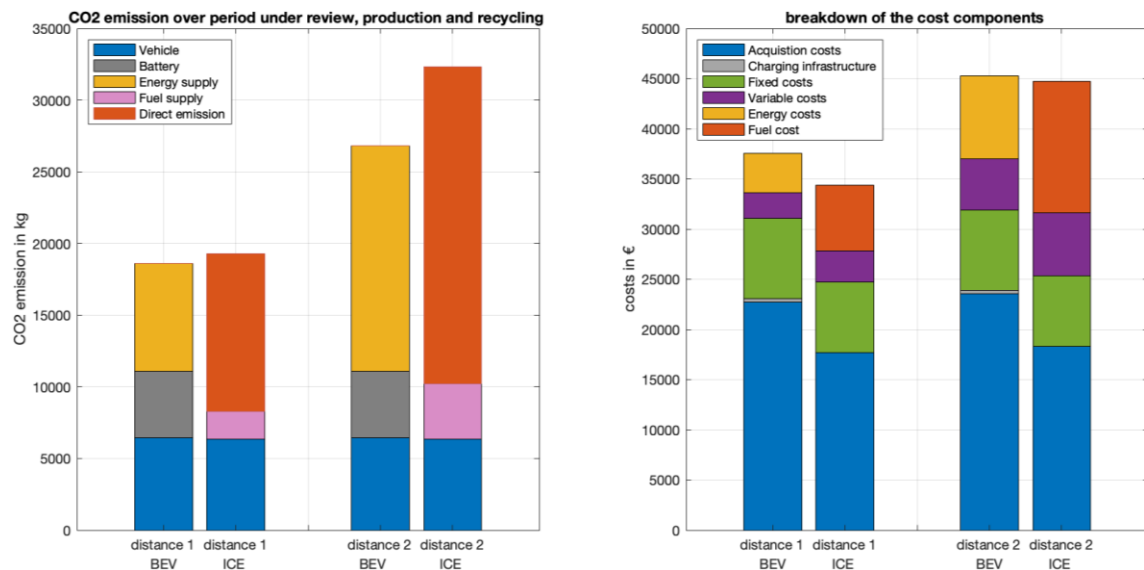 CO2 emission over period under review, production and recycling
35000
30000
25000
20000
15000
10000
5000
0
CO2 emission in kg
Vehicle
Battery
Energy supply
Fuel supply
Direct emission
distance 1 distance 1 distance 2 distance 2
BEV ICE BEV ICE
breakdown of the cost components
50000
45000
40000
35000
30000
25000
20000
15000
10000
5000
0
costs in €
Acquistion costs
Charging infrastructure
Fixed costs
Variable costs
Energy costs
Fuel cost
distance 1 distance 1 distance 2 distance 2
BEV ICE BEV ICE